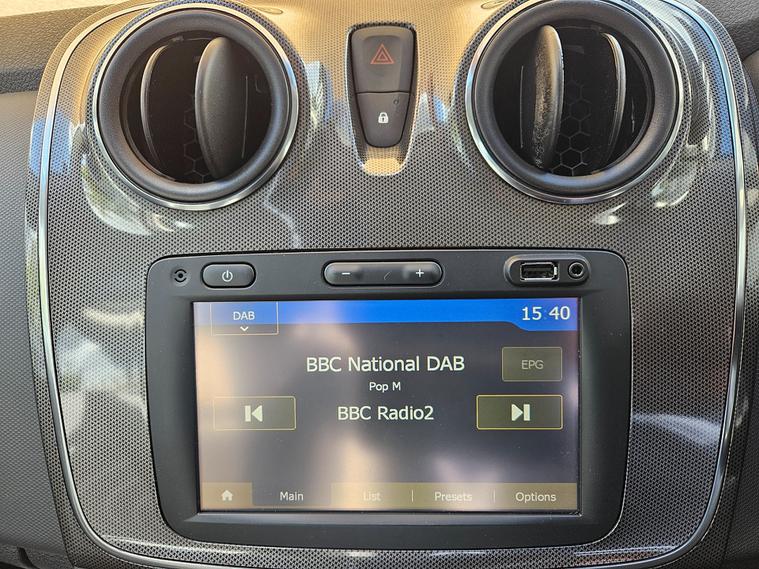 DAB 15 40
BBC National DAB
EPG
Pop M
BBC Radio2
Main List Presets Options